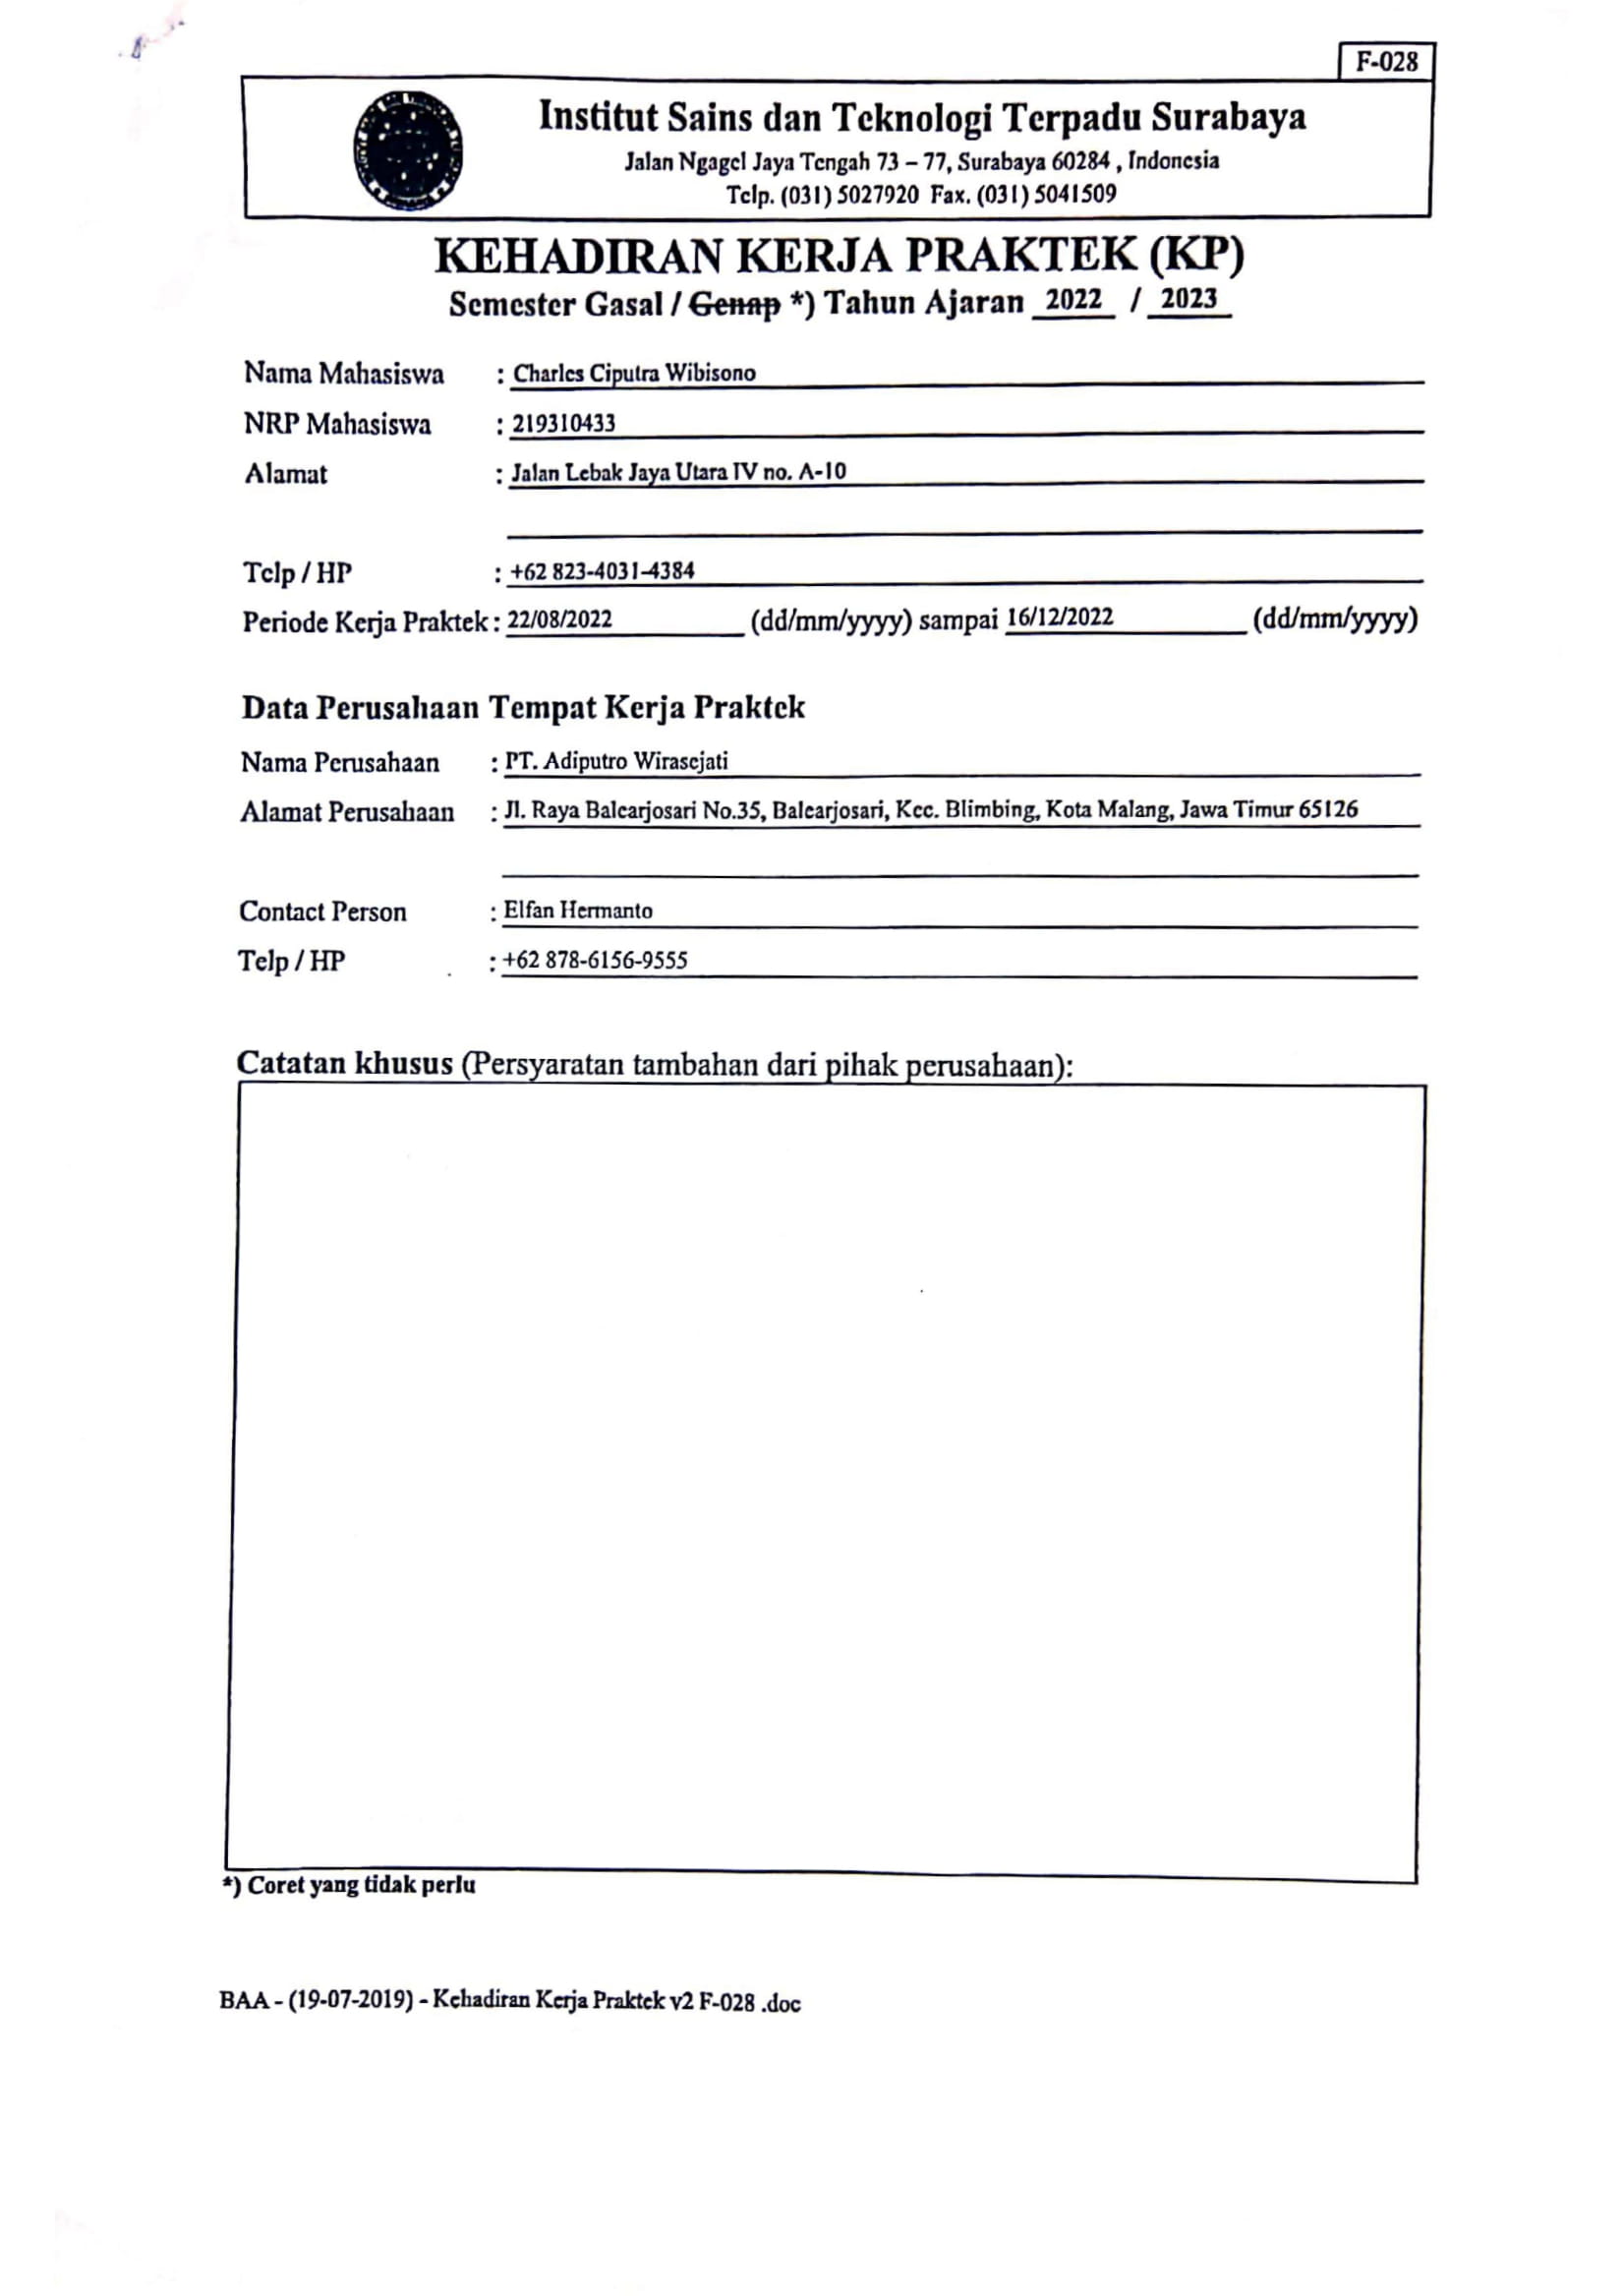 F-028
Institut Sains dan Teknologi Terpadu Surabaya
Jalan Ngagel Jaya Tengah 73 – 77, Surabaya 60284 , Indonesia
Telp. (031) 5027920 Fax. (031) 5041509
KEHADIRAN KERJA PRAKTEK (KP)
Semester Gasal / Genap *) Tahun Ajaran 2022 / 2023
Nama Mahasiswa : Charles Ciputra Wibisono
NRP Mahasiswa : 219310433
Alamat : Jalan Lebak Jaya Utara IV no. A-10
Telp / HP : +62 823-4031-4384
Periode Kerja Praktek : 22/08/2022 (dd/mm/yyyy) sampai 16/12/2022 (dd/mm/yyyy)
Data Perusahaan Tempat Kerja Praktek
Nama Perusahaan : PT. Adiputro Wirasejati
Alamat Perusahaan : Jl. Raya Balearjosari No.35, Balearjosari, Kec. Blimbing, Kota Malang, Jawa Timur 65126
Contact Person : Elfan Hermanto
Telp / HP : +62 878-6156-9555
Catatan khusus (Persyaratan tambahan dari pihak perusahaan):
*) Coret yang tidak perlu
BAA - (19-07-2019) - Kehadiran Kerja Praktek v2 F-028 .doc